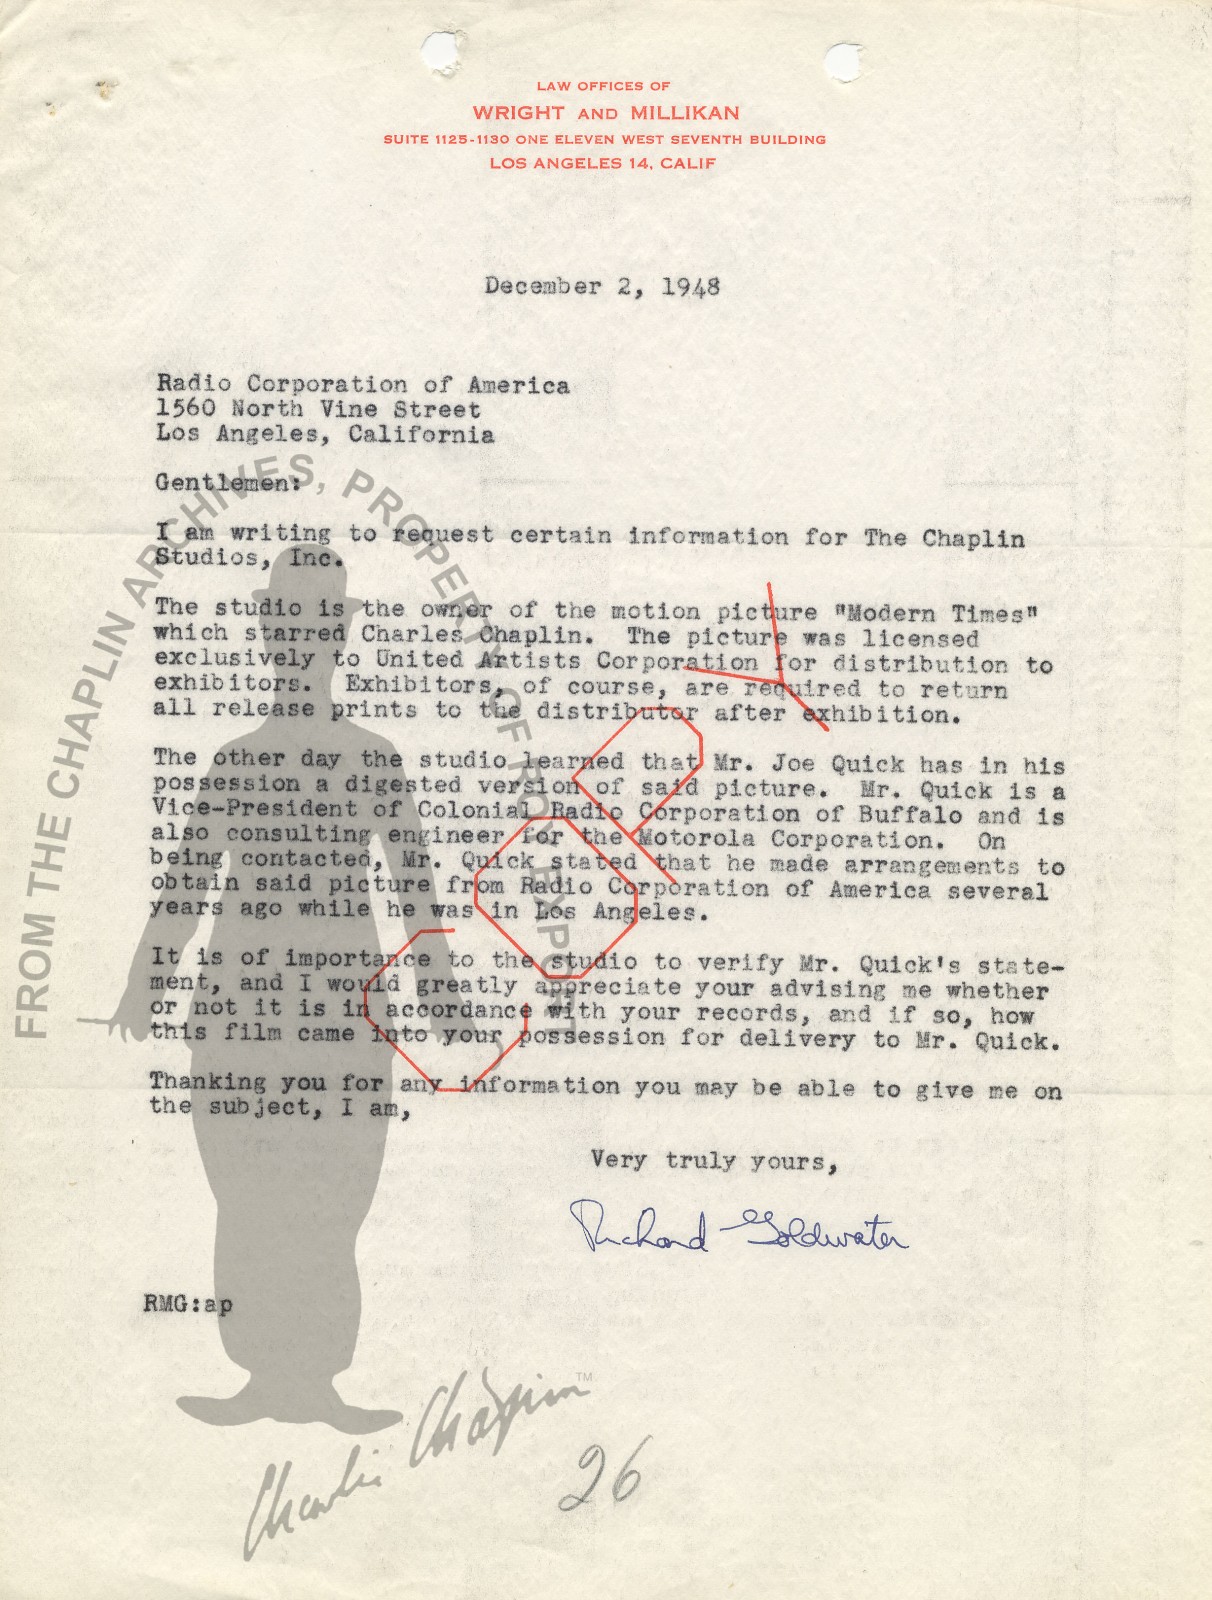 LAW OFFICES OF
WRIGHT AND MILLIKAN
SUITE 1125-1130 ONE ELEVEN WEST SEVENTH BUILDING
LOS ANGELES 14, CALIF
December 2, 1948
Radio Corporation of America
1560 North Vine Street
Los Angeles, California
Gentlemen:
I am writing to request certain information for The Chaplin
Studios, Inc.
The studio is the owner of the motion picture "Modern Times"
which starred Charles Chaplin. The picture was licensed
exclusively to United Artists Corporation for distribution to
exhibitors. Exhibitors, of course, are required to return
all release prints to the distributor after exhibition.
The other day the studio learned that Mr. Joe Quick has in his
possession a digested version of said picture. Mr. Quick is a
Vice-President of Colonial Radio Corporation of Buffalo and is
also consulting engineer for the Motorola Corporation. On
being contacted, Mr. Quick stated that he made arrangements to
obtain said picture from Radio Corporation of America several
years ago while he was in Los Angeles.
It is of importance to the studio to verify Mr. Quick's state-
ment, and I would greatly appreciate your advising me whether
or not it is in accordance with your records, and if so, how
this film came into your possession for delivery to Mr. Quick.
Thanking you for any information you may be able to give me on
the subject, I am,
Very truly yours,
Richard Goldwater
RMG:ap
FROM THE CHAPLIN ARCHIVES, PROPERTY OF ROY EXPORT
Charlie Chaplin™
26
COPY